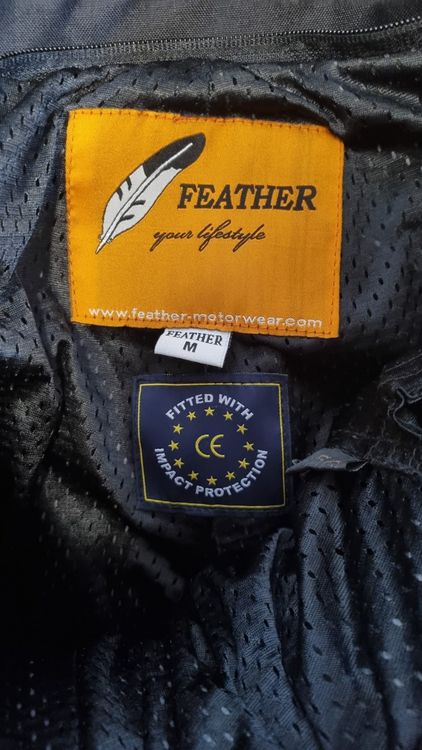 FEATHER
your lifestyle
www.feather-motorwear.com
FEATHER
M
FITTED WITH
CE
IMPACT PROTECTION